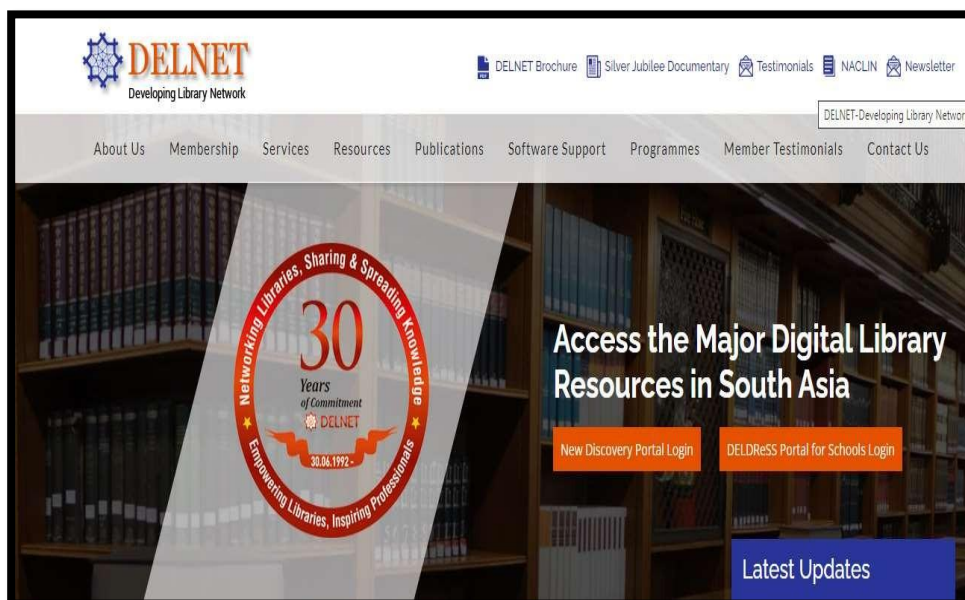 DELNET
Developing Library Network
DELNET Brochure Silver Jubilee Documentary Testimonials NACLIN Newsletter
DELNET-Developing Library Networ
About Us Membership Services Resources Publications Software Support Programmes Member Testimonials Contact Us
Networking Libraries, Sharing & Spreading Knowledge
30
Years
of Commitment
DELNET
30.06.1992 -
Empowering Libraries, Inspiring Professionals
Access the Major Digital Library
Resources in South Asia
New Discovery Portal Login DELDReSS Portal for Schools Login
Latest Updates